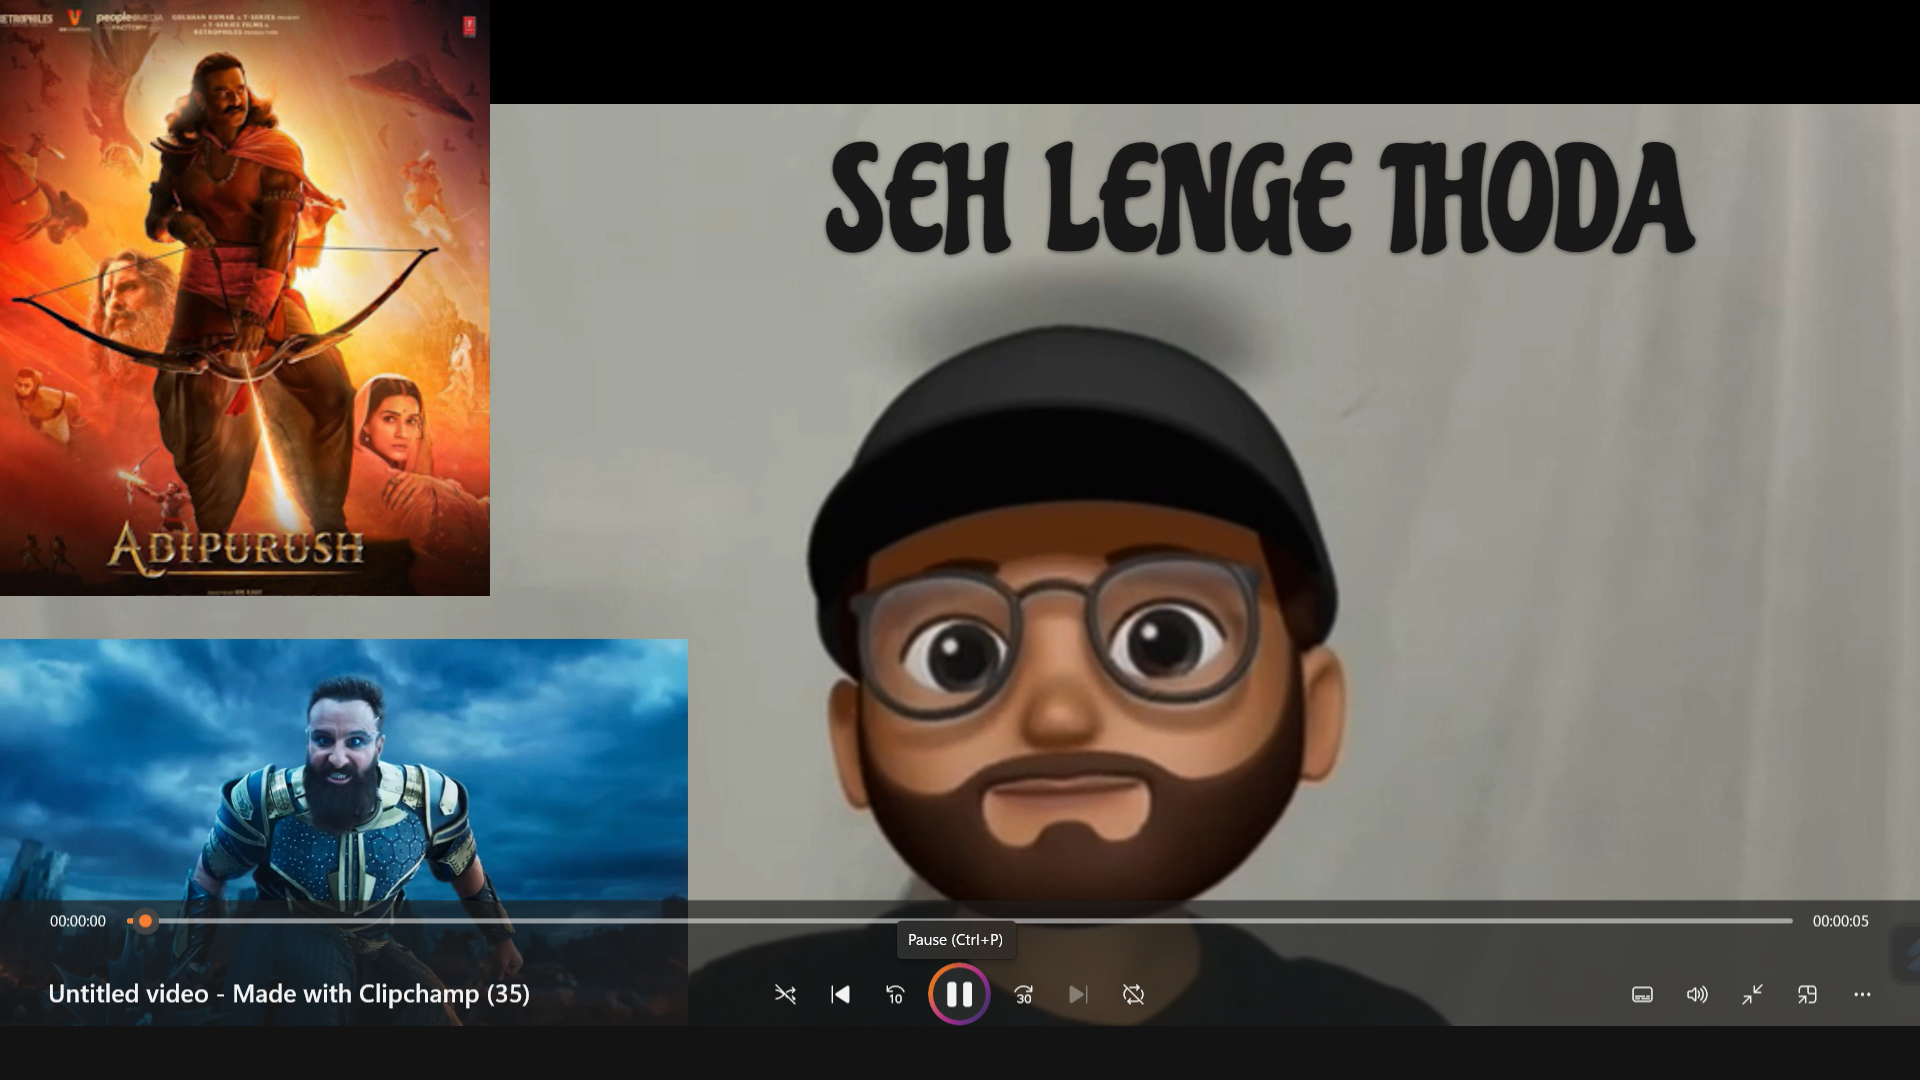 RETROPHILES
V
people MEDIA
FACTORY
GULSHAN KUMAR & T-SERIES PRESENT
A T-SERIES FILMS &
RETROPHILES PRODUCTION
SEH LENGE THODA
ADIPURUSH
00:00:00
00:00:05
Pause (Ctrl+P)
Untitled video - Made with Clipchamp (35)
10
30